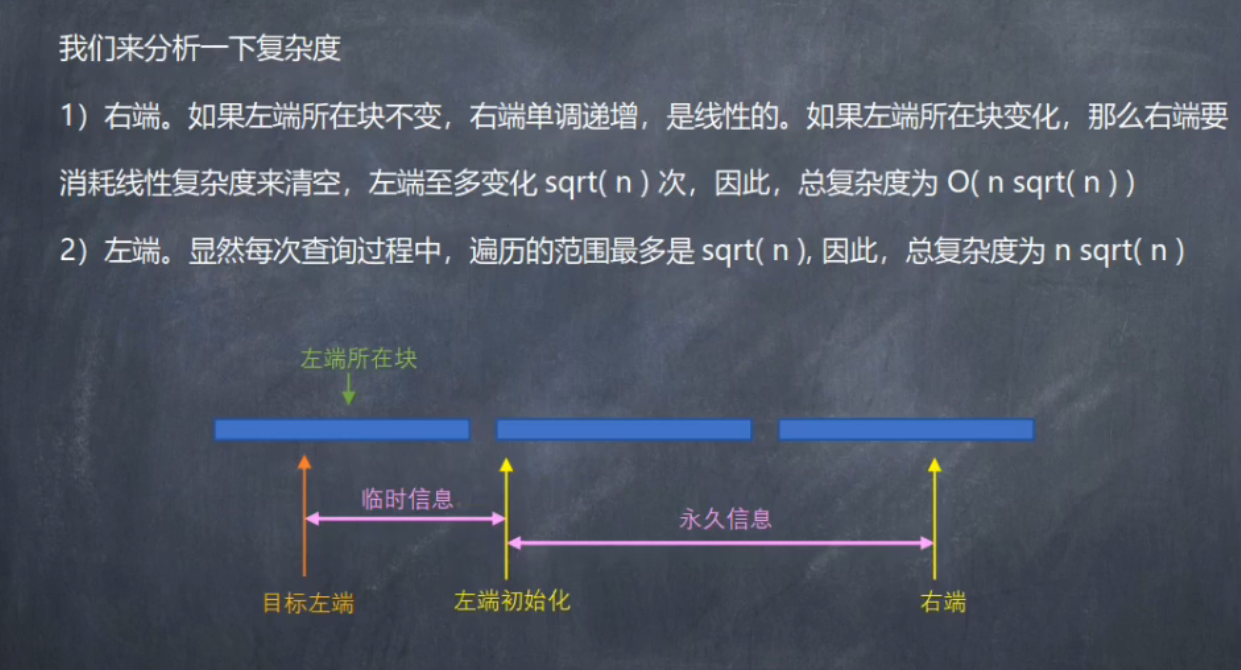 我们来分析一下复杂度
1）右端。如果左端所在块不变，右端单调递增，是线性的。如果左端所在块变化，那么右端要
消耗线性复杂度来清空，左端至多变化 sqrt( n ) 次，因此，总复杂度为 O( n sqrt( n ) )
2）左端。显然每次查询过程中，遍历的范围最多是 sqrt( n ), 因此，总复杂度为 n sqrt( n )
左端所在块
临时信息
永久信息
目标左端
左端初始化
右端